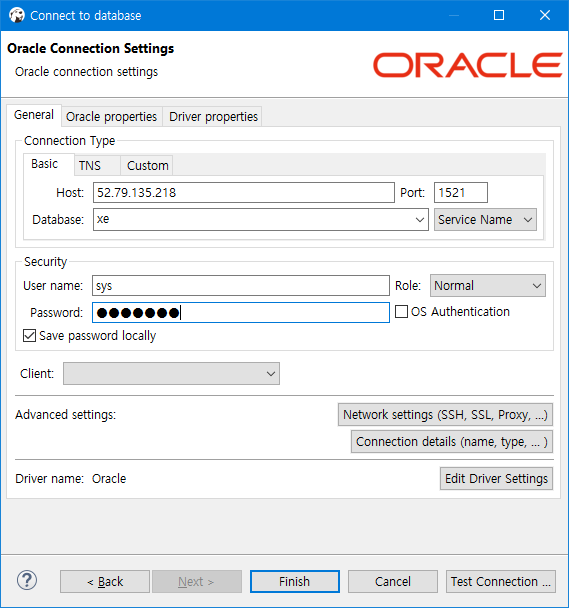 Connect to database
Oracle Connection Settings
Oracle connection settings
ORACLE
General Oracle properties Driver properties
Connection Type
Basic TNS Custom
Host: 52.79.135.218 Port: 1521
Database: xe Service Name
Security
User name: sys Role: Normal
Password: ●●●●●●● OS Authentication
Save password locally
Client:
Advanced settings: Network settings (SSH, SSL, Proxy, ...)
Connection details (name, type, ... )
Driver name: Oracle Edit Driver Settings
? < Back Next > Finish Cancel Test Connection ...